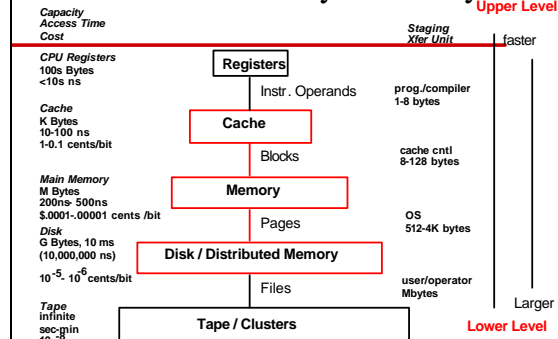 Upper Level
Capacity
Access Time
Cost
Staging
Xfer Unit
faster
CPU Registers
100s Bytes
<10s ns
Registers
Instr. Operands
prog./compiler
1-8 bytes
Cache
K Bytes
10-100 ns
1-0.1 cents/bit
Cache
Blocks
cache cntl
8-128 bytes
Main Memory
M Bytes
200ns- 500ns
$.0001-.00001 cents /bit
Memory
Pages
OS
512-4K bytes
Disk
G Bytes, 10 ms
(10,000,000 ns)
10-5- 10-6 cents/bit
Disk / Distributed Memory
Files
user/operator
Mbytes
Tape
infinite
sec-min
Tape / Clusters
Larger
Lower Level